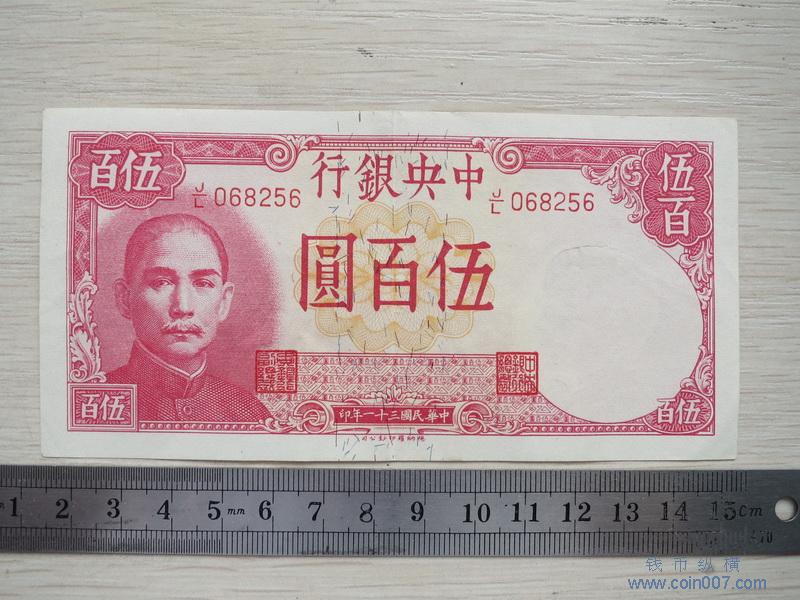 伍百
伍百
中央銀行
J/L 068256
J/L 068256
伍百圓
伍百
伍百
中華民國三十一年印
1 2 3 4 5 mm 6 7 8 9 10 11 12 13 14 15 cm
钱币纵横
www.coin007.com